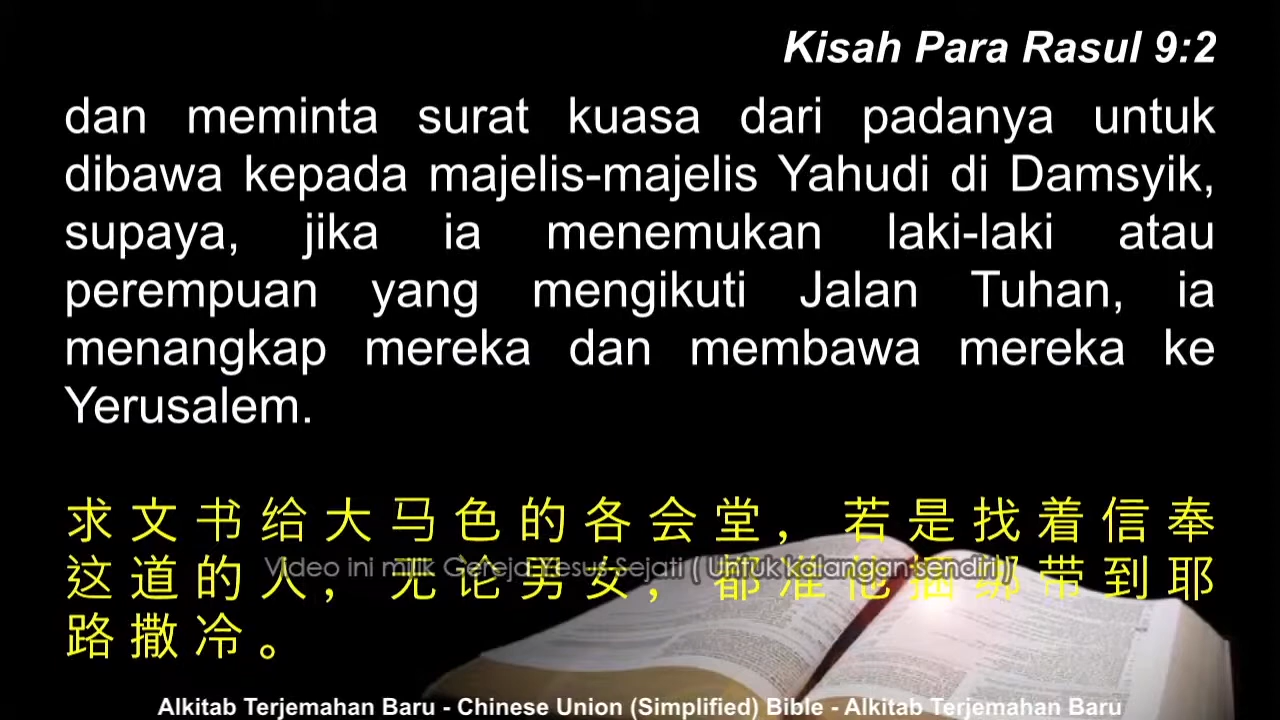 Kisah Para Rasul 9:2
dan meminta surat kuasa dari padanya untuk
dibawa kepada majelis-majelis Yahudi di Damsyik,
supaya, jika ia menemukan laki-laki atau
perempuan yang mengikuti Jalan Tuhan, ia
menangkap mereka dan membawa mereka ke
Yerusalem.
求文书给大马色的各会堂，若是找着信奉
这道的人，无论男女，都准他捆绑带到耶
路撒冷。
Video ini milik Gereja Yesus Sejati ( Untuk kalangan sendiri )
Alkitab Terjemahan Baru - Chinese Union (Simplified) Bible - Alkitab Terjemahan Baru